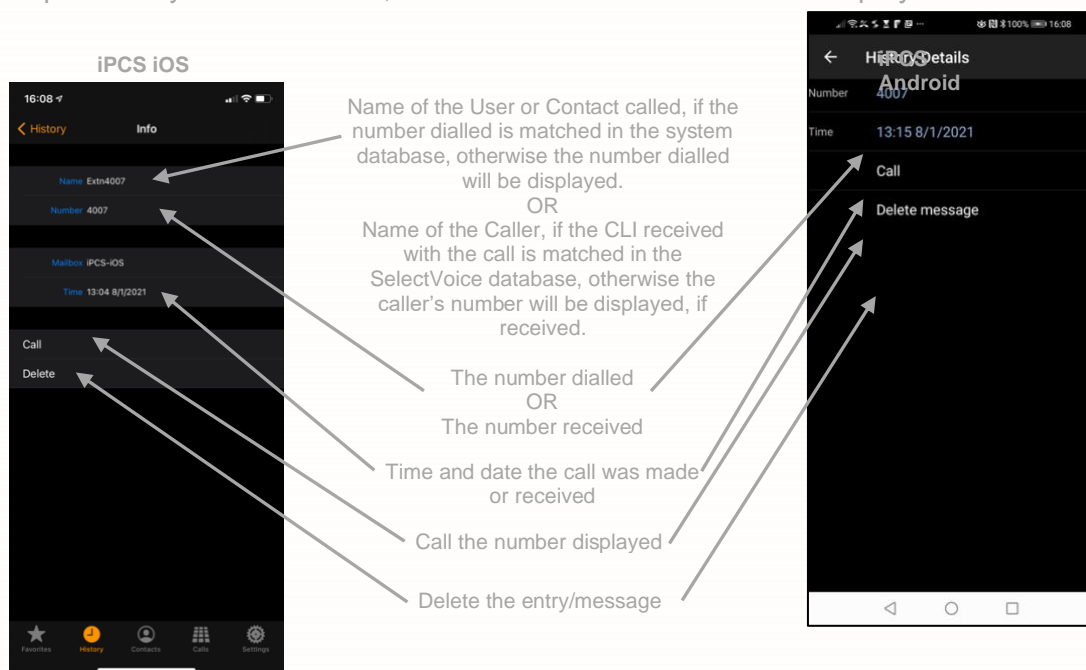 iPCS iOS
16:08
History
Info
Name Extn4007
Number 4007
Mailbox iPCS-iOS
Time 13:04 8/1/2021
Call
Delete
Favorites
History
Contacts
Calls
Settings
Name of the User or Contact called, if the
number dialled is matched in the system
database, otherwise the number dialled
will be displayed.
OR
Name of the Caller, if the CLI received
with the call is matched in the
SelectVoice database, otherwise the
caller's number will be displayed, if
received.
The number dialled
OR
The number received
Time and date the call was made
or received
Call the number displayed
Delete the entry/message
100% 16:08
History Details
iPCS
Android
Number 4007
Time 13:15 8/1/2021
Call
Delete message